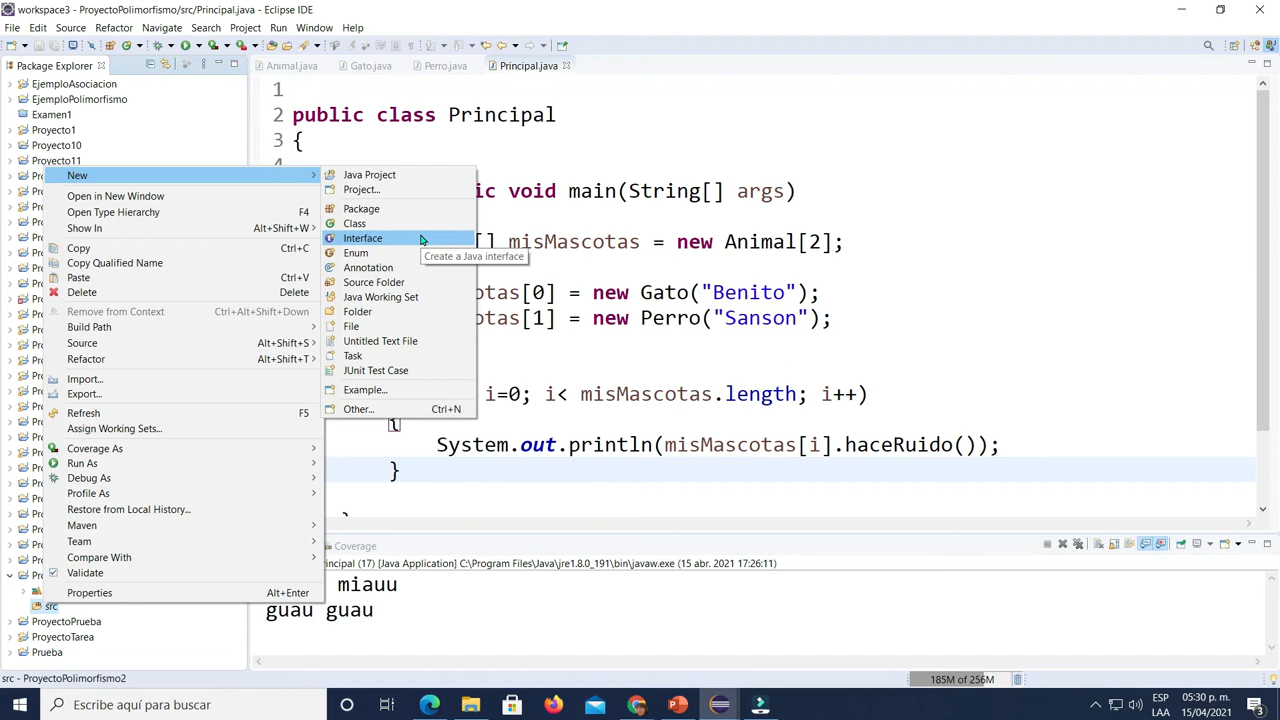 workspace3 - ProyectoPolimorfismo/src/Principal.java - Eclipse IDE
File Edit Source Refactor Navigate Search Project Run Window Help
Package Explorer
Animal.java Gato.java Perro.java Principal.java
EjemploAsociacion
EjemploPolimorfismo
Examen1
Proyecto1
Proyecto10
Proyecto11
1
2 public class Principal
3 {
4
void main(String[] args)
misMascotas = new Animal[2];
[0] = new Gato("Benito");
[1] = new Perro("Sanson");
i=0; i< misMascotas.length; i++)
{
System.out.println(misMascotas[i].haceRuido());
}
New
Open in New Window
Open Type Hierarchy F4
Show In Alt+Shift+W
Copy Ctrl+C
Copy Qualified Name
Paste Ctrl+V
Delete Delete
Remove from Context Ctrl+Alt+Shift+Down
Build Path
Source Alt+Shift+S
Refactor Alt+Shift+T
Import...
Export...
Refresh F5
Assign Working Sets...
Coverage As
Run As
Debug As
Profile As
Restore from Local History...
Maven
Team
Compare With
Validate
Properties Alt+Enter
Java Project
Project...
Package
Class
Interface
Create a Java interface
Enum
Annotation
Source Folder
Java Working Set
Folder
File
Untitled Text File
Task
JUnit Test Case
Example...
Other... Ctrl+N
src
ProyectoPrueba
ProyectoTarea
Prueba
Coverage
(17) [Java Application] C:\Program Files\Java\jre1.8.0_191\bin\javaw.exe (15 abr. 2021 17:26:11)
miauu
guau guau
src - ProyectoPolimorfismo2
185M of 256M
Escribe aquí para buscar
ESP
LAA
05:30 p. m.
15/04/2021
3